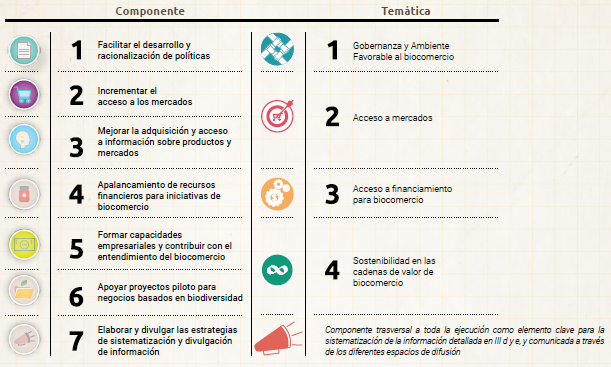 Componente
Temática
1
Facilitar el desarrollo y
racionalización de políticas
1
Gobernanza y Ambiente
Favorable al biocomercio
2
Incrementar el
acceso a los mercados
2
Acceso a mercados
3
Mejorar la adquisición y acceso
a información sobre productos y
mercados
4
Apalancamiento de recursos
financieros para iniciativas de
biocomercio
3
Acceso a financiamiento
para biocomercio
5
Formar capacidades
empresariales y contribuir con el
entendimiento del biocomercio
4
Sostenibilidad en las
cadenas de valor de
biocomercio
6
Apoyar proyectos piloto para
negocios basados en biodiversidad
7
Elaborar y divulgar las estrategias
de sistematización y divulgación
de información
Componente trasversal a toda la ejecución como elemento clave para la
sistematización de la información detallada en III d y e, y comunicada a través
de los diferentes espacios de difusión